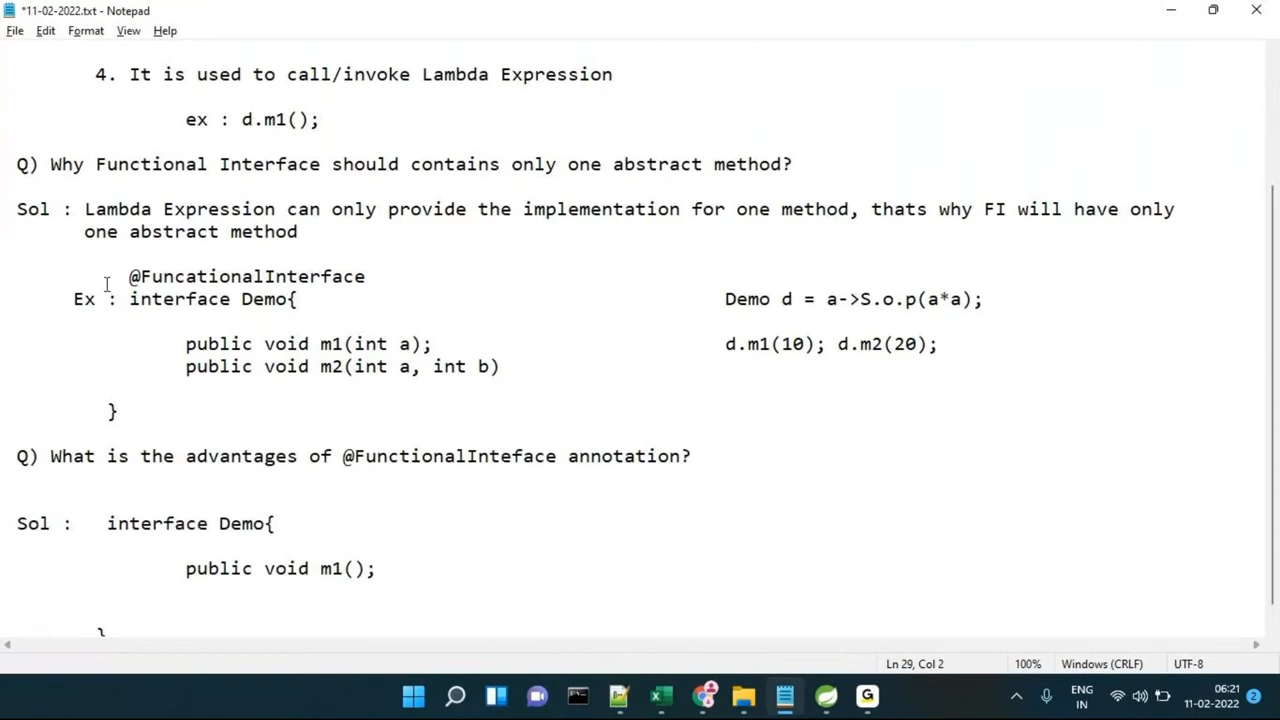 *11-02-2022.txt - Notepad
File Edit Format View Help
4. It is used to call/invoke Lambda Expression
ex : d.m1();
Q) Why Functional Interface should contains only one abstract method?
Sol : Lambda Expression can only provide the implementation for one method, thats why FI will have only
one abstract method
@FuncationalInterface
Ex : interface Demo{ Demo d = a->S.o.p(a*a);
public void m1(int a); d.m1(10); d.m2(20);
public void m2(int a, int b)
}
Q) What is the advantages of @FunctionalInteface annotation?
Sol : interface Demo{
public void m1();
}
Ln 29, Col 2 100% Windows (CRLF) UTF-8
ENG 06:21
IN 11-02-2022 2